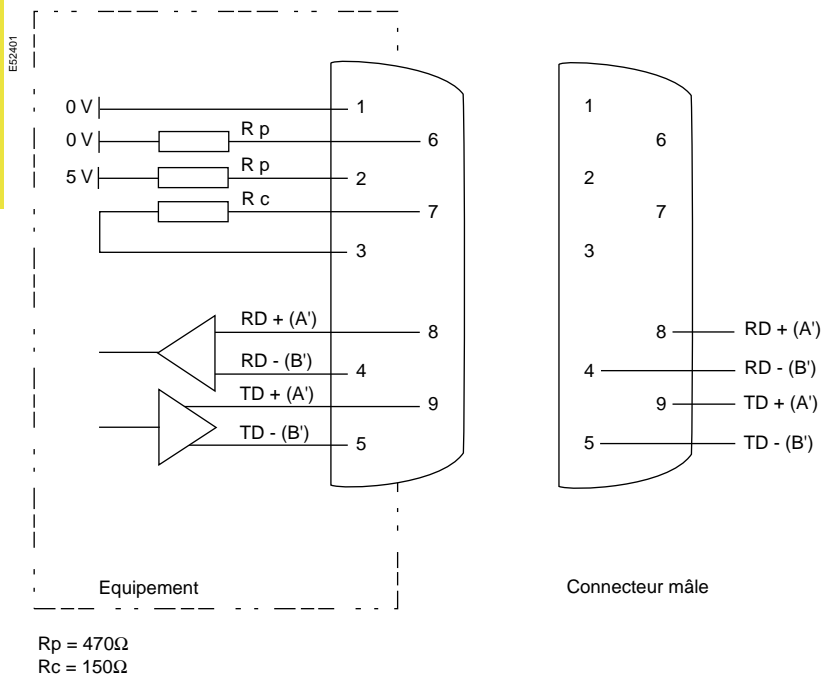 E52401
0 V
1
0 V
R p
6
5 V
R p
2
R c
7
3
RD + (A')
8
RD - (B')
4
TD + (A')
9
TD - (B')
5
Equipement
1
6
2
7
3
8
RD + (A')
4
RD - (B')
9
TD + (A')
5
TD - (B')
Connecteur mâle
Rp = 470Ω
Rc = 150Ω